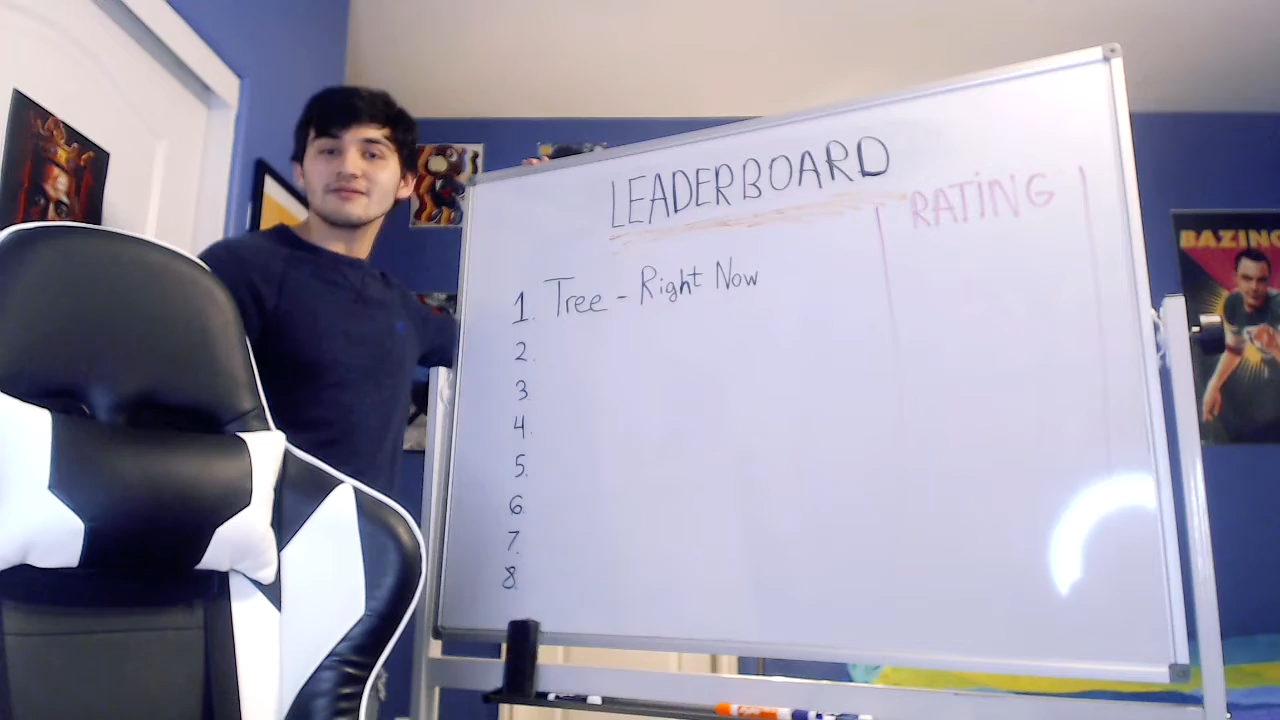 LEADERBOARD
RATING
1. Tree - Right Now
2.
3.
4.
5.
6.
7.
8.
BAZING